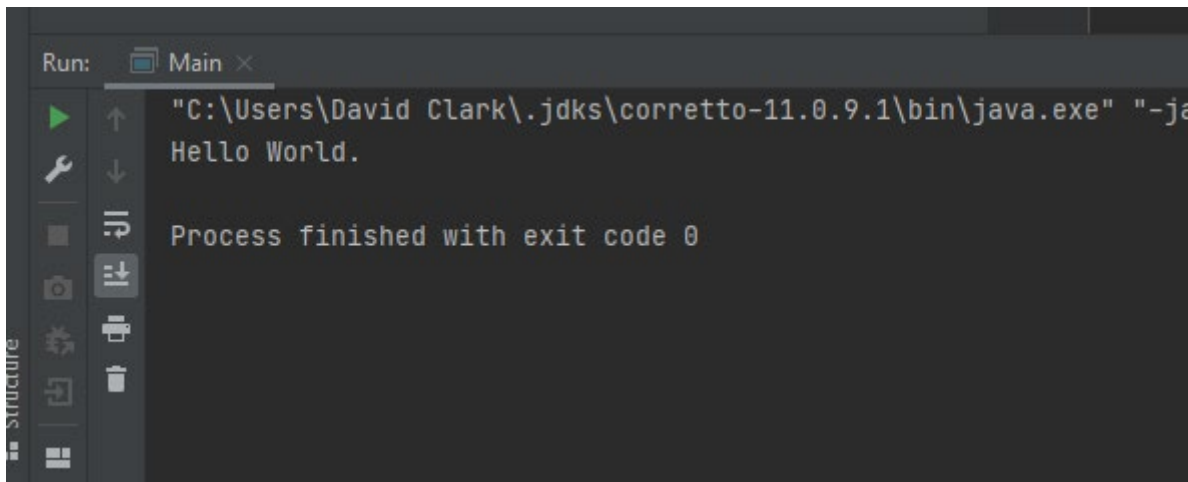 Run:
Main
"C:\Users\David Clark\.jdks\corretto-11.0.9.1\bin\java.exe" "-ja
Hello World.
Process finished with exit code 0
Structure